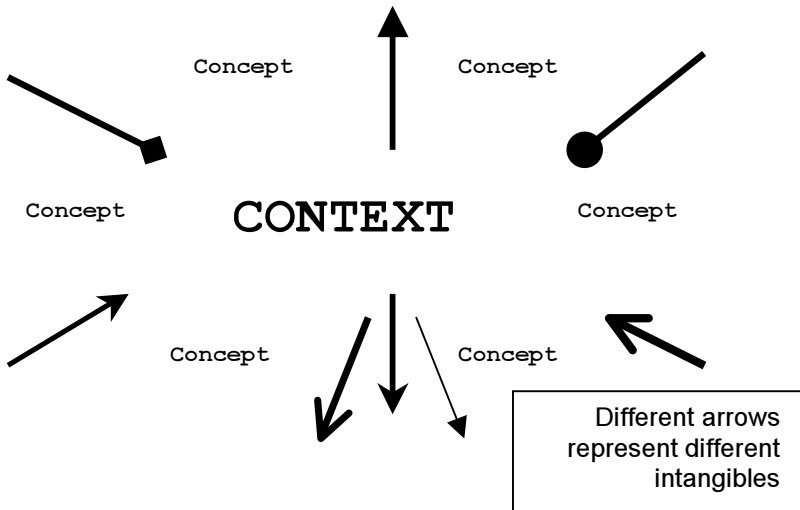 Concept
Concept
Concept
CONTEXT
Concept
Concept
Concept
Different arrows
represent different
intangibles